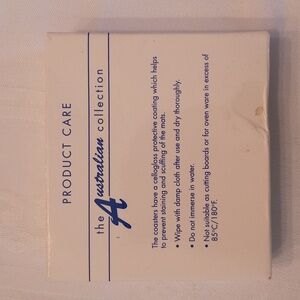 PRODUCT CARE
the Australian collection
The coasters have a cellogloss protective coating which helps
to prevent staining and scuffing of the mats.
• Wipe with damp cloth after use and dry thoroughly.
• Do not immerse in water.
• Not suitable as cutting boards or for oven ware in excess of
85°C/180°F.